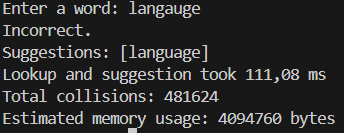 Enter a word: langauge
Incorrect.
Suggestions: [language]
Lookup and suggestion took 111,08 ms
Total collisions: 481624
Estimated memory usage: 4094760 bytes